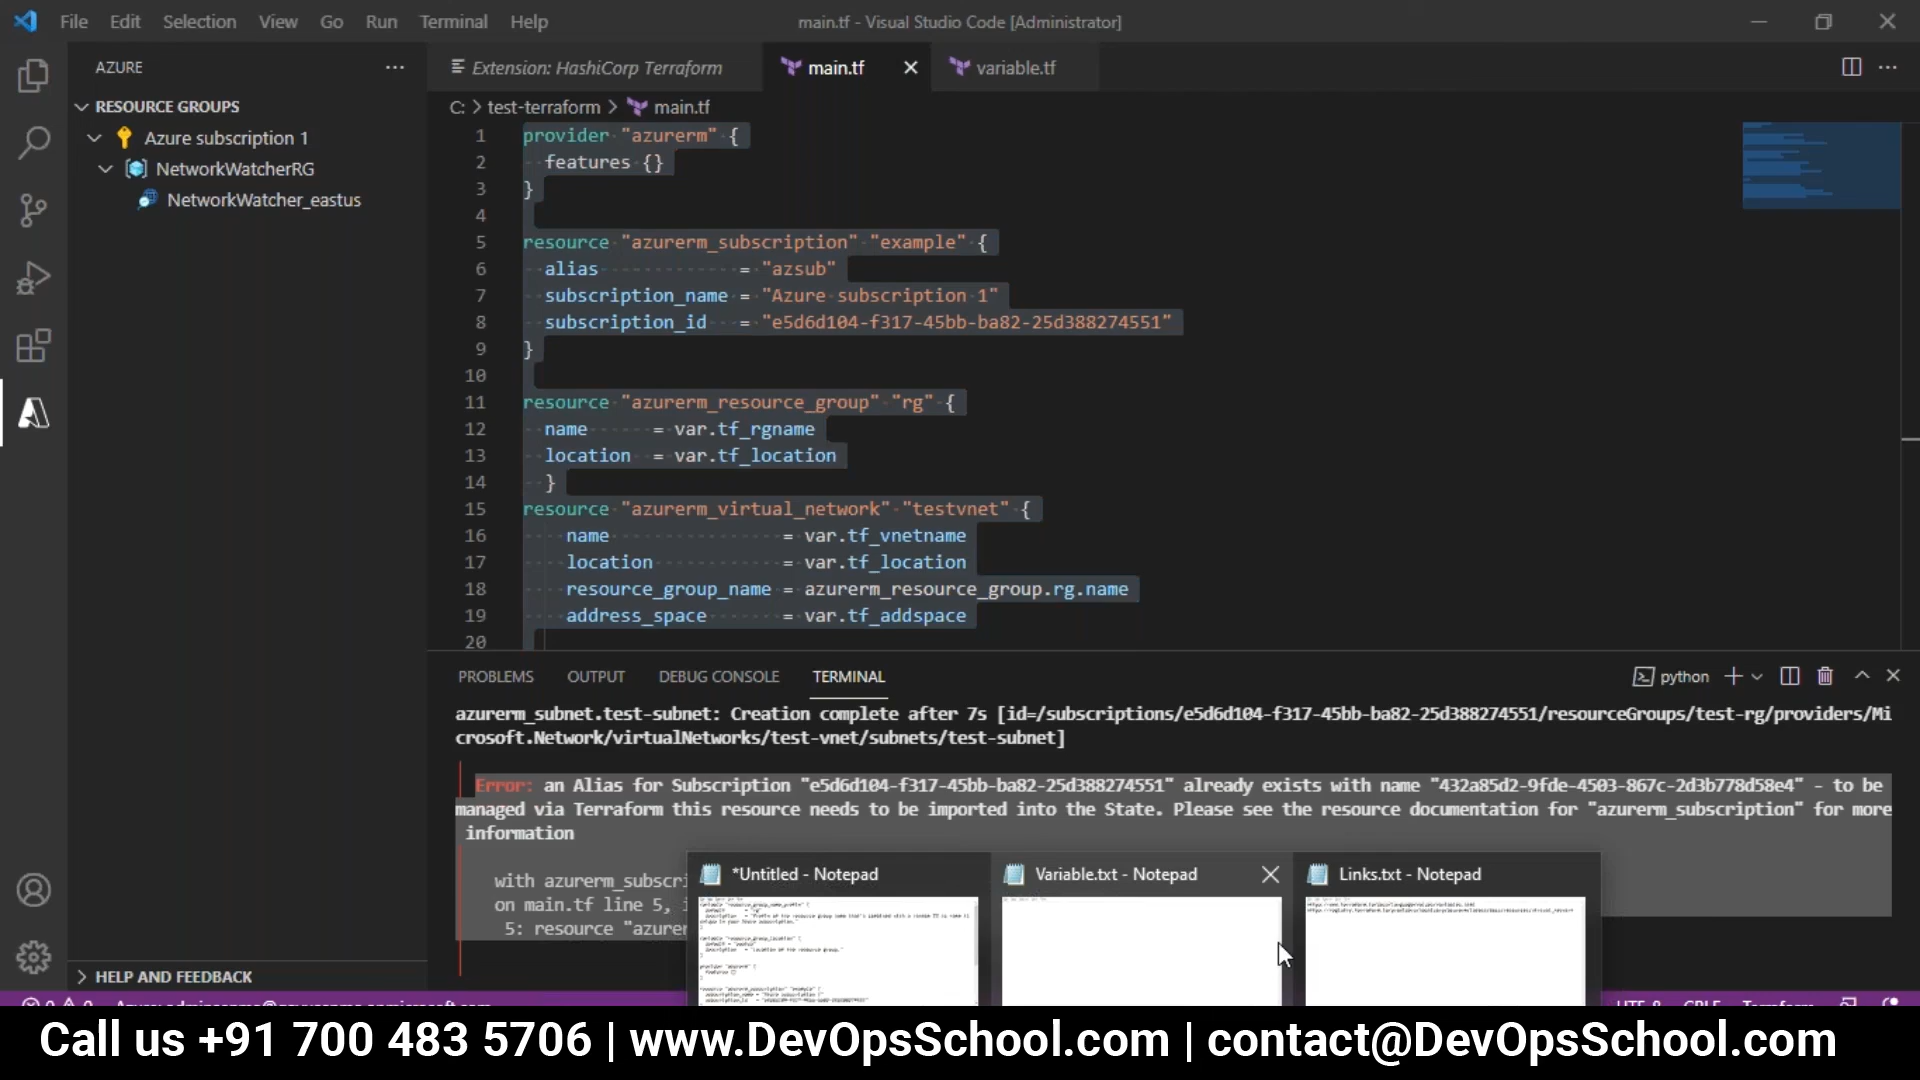 File Edit Selection View Go Run Terminal Help
main.tf - Visual Studio Code [Administrator]
AZURE
RESOURCE GROUPS
Azure subscription 1
NetworkWatcherRG
NetworkWatcher_eastus
HELP AND FEEDBACK
Extension: HashiCorp Terraform
main.tf
variable.tf
C: > test-terraform > main.tf
1 provider "azurerm" {
2 features {}
3 }
4
5 resource "azurerm_subscription" "example" {
6 alias = "azsub"
7 subscription_name = "Azure subscription 1"
8 subscription_id = "e5d6d104-f317-45bb-ba82-25d388274551"
9 }
10
11 resource "azurerm_resource_group" "rg" {
12 name = var.tf_rgname
13 location = var.tf_location
14 }
15 resource "azurerm_virtual_network" "testvnet" {
16 name = var.tf_vnetname
17 location = var.tf_location
18 resource_group_name = azurerm_resource_group.rg.name
19 address_space = var.tf_addspace
20
PROBLEMS OUTPUT DEBUG CONSOLE TERMINAL
python
azurerm_subnet.test-subnet: Creation complete after 7s [id=/subscriptions/e5d6d104-f317-45bb-ba82-25d388274551/resourceGroups/test-rg/providers/Mi
crosoft.Network/virtualNetworks/test-vnet/subnets/test-subnet]
Error: an Alias for Subscription "e5d6d104-f317-45bb-ba82-25d388274551" already exists with name "432a85d2-9fde-4503-867c-2d3b778d58e4" - to be
managed via Terraform this resource needs to be imported into the State. Please see the resource documentation for "azurerm_subscription" for more
information
with azurerm_subscri
on main.tf line 5, i
5: resource "azurer
*Untitled - Notepad
Variable.txt - Notepad
Links.txt - Notepad
Call us +91 700 483 5706 | www.DevOpsSchool.com | contact@DevOpsSchool.com